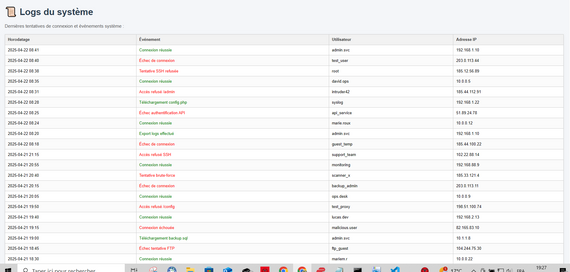 Logs du système
Dernières tentatives de connexion et événements système :
Horodatage Événement Utilisateur Adresse IP
2025-04-22 08:41 Connexion réussie admin.svc 192.168.1.10
2025-04-22 08:40 Échec de connexion test_user 203.0.113.44
2025-04-22 08:38 Tentative SSH refusée root 185.12.56.89
2025-04-22 08:35 Connexion réussie david.ops 10.0.0.5
2025-04-22 08:31 Accès refusé /admin intruder42 185.44.112.91
2025-04-22 08:28 Téléchargement config.php syslog 192.168.1.22
2025-04-22 08:25 Échec authentification API api_service 51.89.24.78
2025-04-22 08:24 Connexion réussie marie.roux 10.0.0.12
2025-04-22 08:20 Export logs effectué admin.svc 192.168.1.10
2025-04-22 08:18 Échec de connexion guest_temp 185.44.100.22
2025-04-21 21:15 Accès refusé SSH support_team 102.22.88.14
2025-04-21 20:55 Connexion réussie monitoring 192.168.88.9
2025-04-21 20:40 Tentative brute-force scanner_x 185.33.121.4
2025-04-21 20:15 Échec de connexion backup_admin 203.0.113.11
2025-04-21 20:05 Connexion réussie ops.desk 10.0.0.9
2025-04-21 19:50 Accès refusé /config test_proxy 198.51.100.74
2025-04-21 19:40 Connexion réussie lucas.dev 192.168.2.13
2025-04-21 19:15 Connexion échouée malicious.user 82.165.83.10
2025-04-21 19:00 Téléchargement backup.sql admin.svc 10.1.1.8
2025-04-21 18:45 Échec tentative FTP ftp_guest 104.244.75.30
2025-04-21 18:30 Connexion réussie 10.0.0.22
Taper ici pour rechercher 17°C FRA 19:27